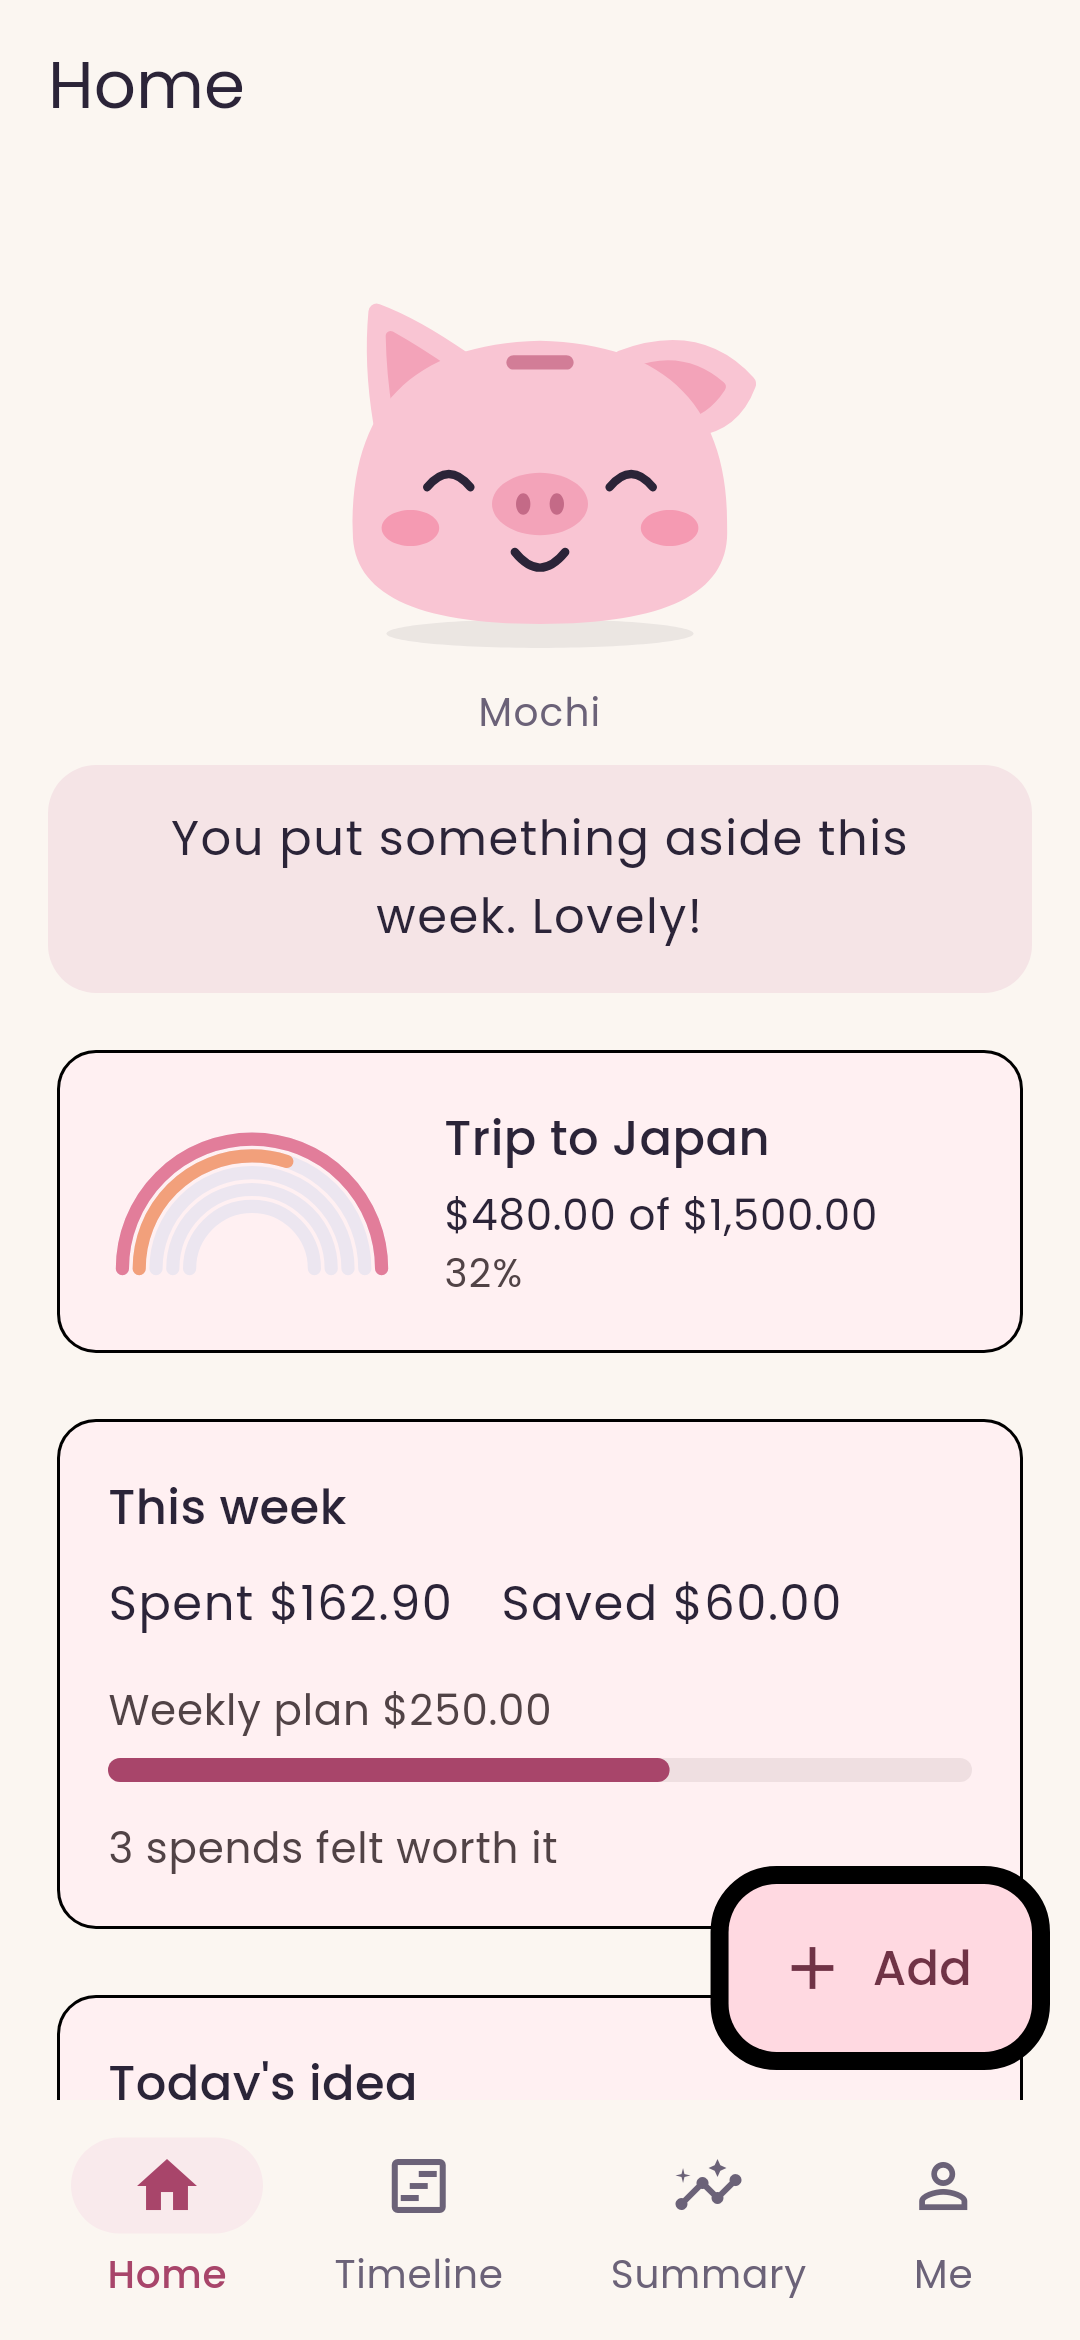 Home
Mochi
You put something aside this
week. Lovely!
Trip to Japan
$480.00 of $1,500.00
32%
This week
Spent $162.90 Saved $60.00
Weekly plan $250.00
3 spends felt worth it
Add
Today's idea
Home
Timeline
Summary
Me